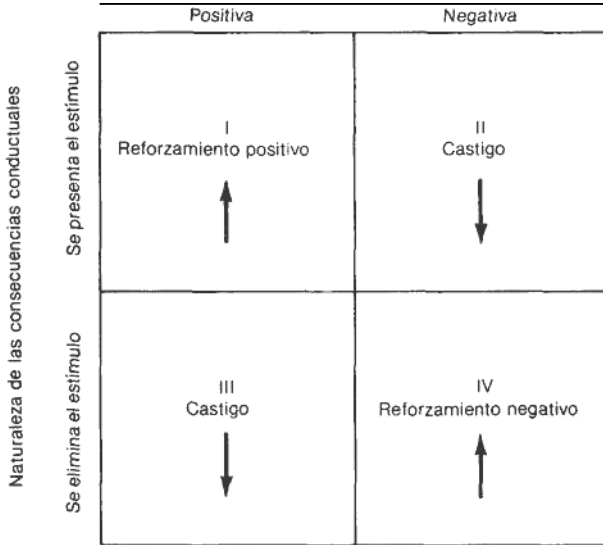 Positiva
Negativa
Naturaleza de las consecuencias conductuales
Se presenta el estímulo
I
Reforzamiento positivo
II
Castigo
Se elimina el estímulo
III
Castigo
IV
Reforzamiento negativo